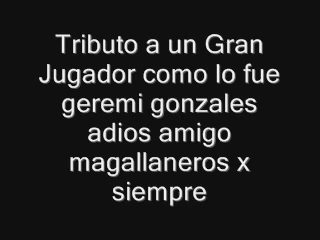 Tributo a un Gran
Jugador como lo fue
geremi gonzales
adios amigo
magallaneros x
siempre